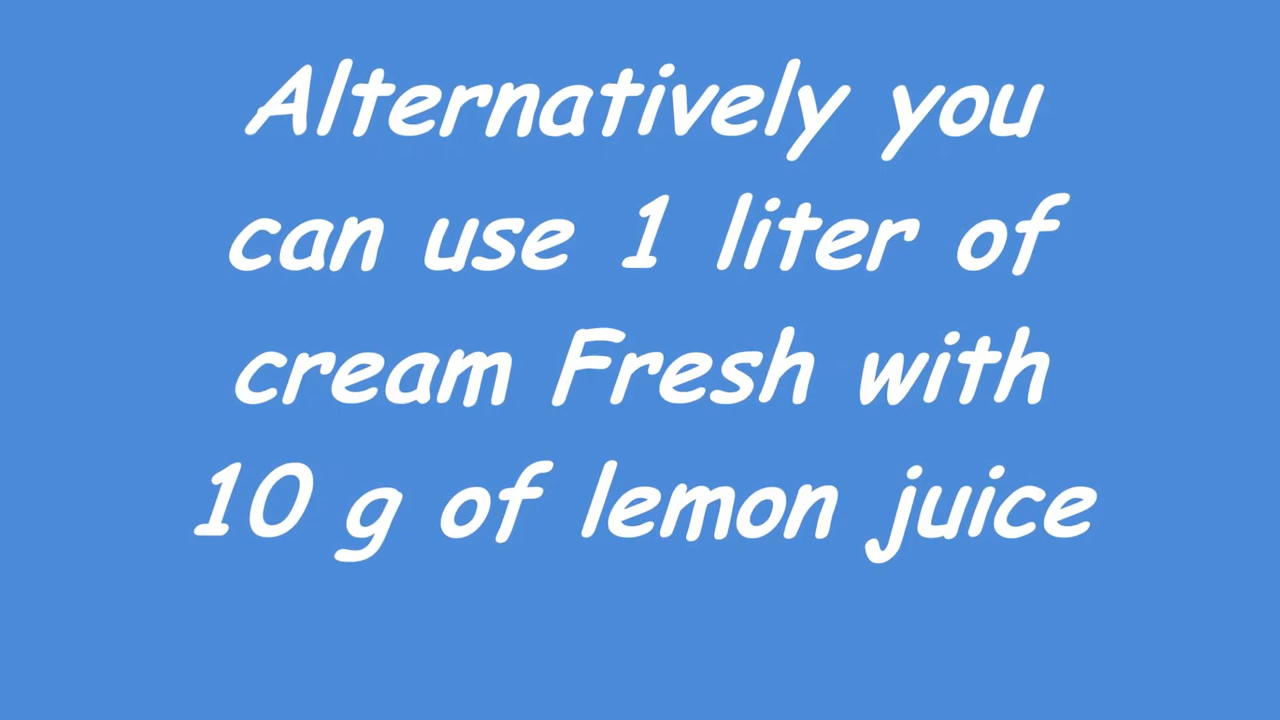 Alternatively you
can use 1 liter of
cream Fresh with
10 g of lemon juice